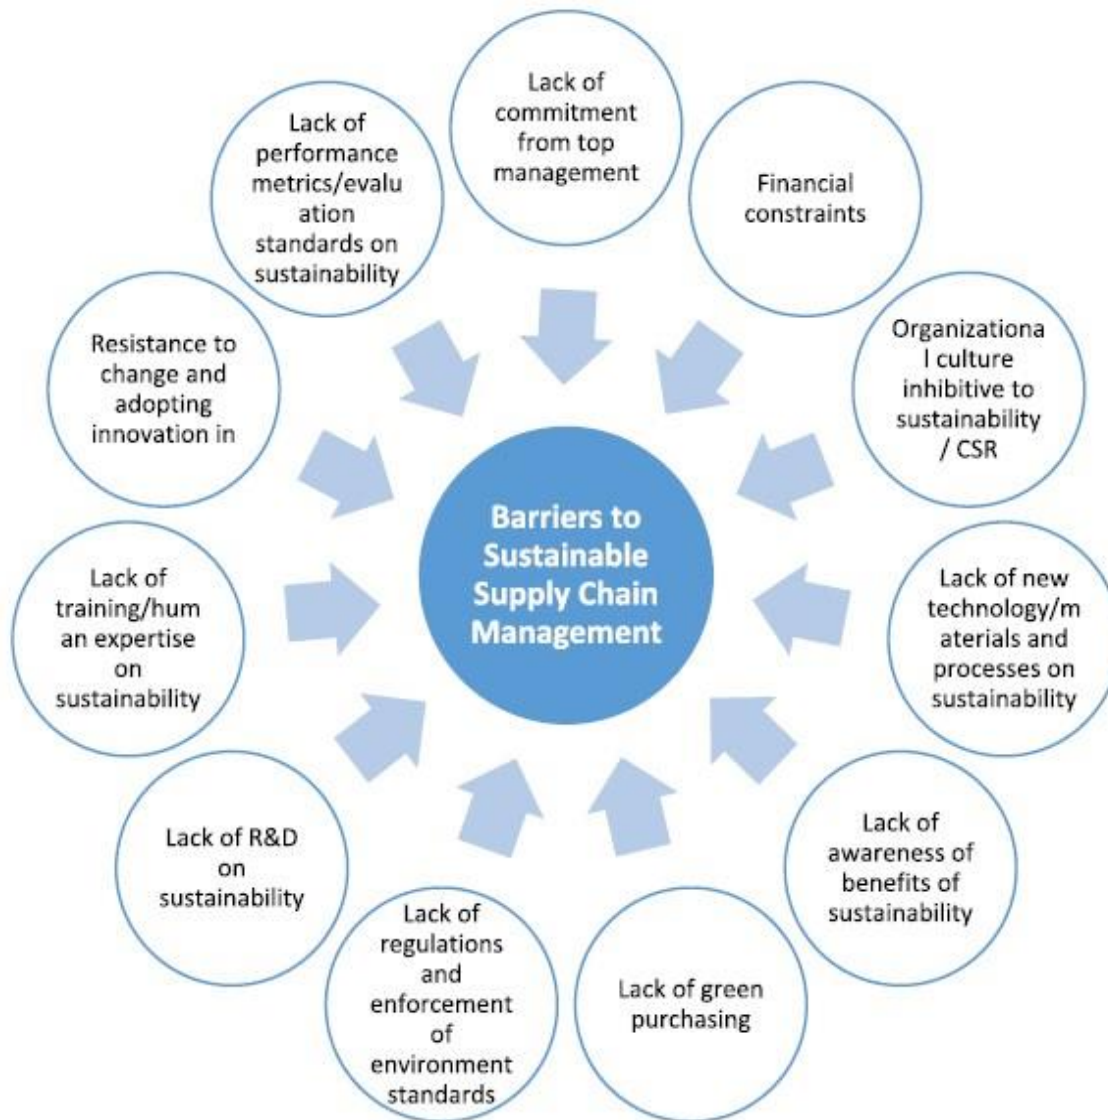 Lack of
commitment
from top
management
Financial
constraints
Organizationa
l culture
inhibitive to
sustainability
/ CSR
Lack of new
technology/m
aterials and
processes on
sustainability
Lack of
awareness of
benefits of
sustainability
Lack of green
purchasing
Lack of
regulations
and
enforcement
of
environment
standards
Lack of R&D
on
sustainability
Lack of
training/hum
an expertise
on
sustainability
Resistance to
change and
adopting
innovation in
Lack of
performance
metrics/evalu
ation
standards on
sustainability
Barriers to
Sustainable
Supply Chain
Management